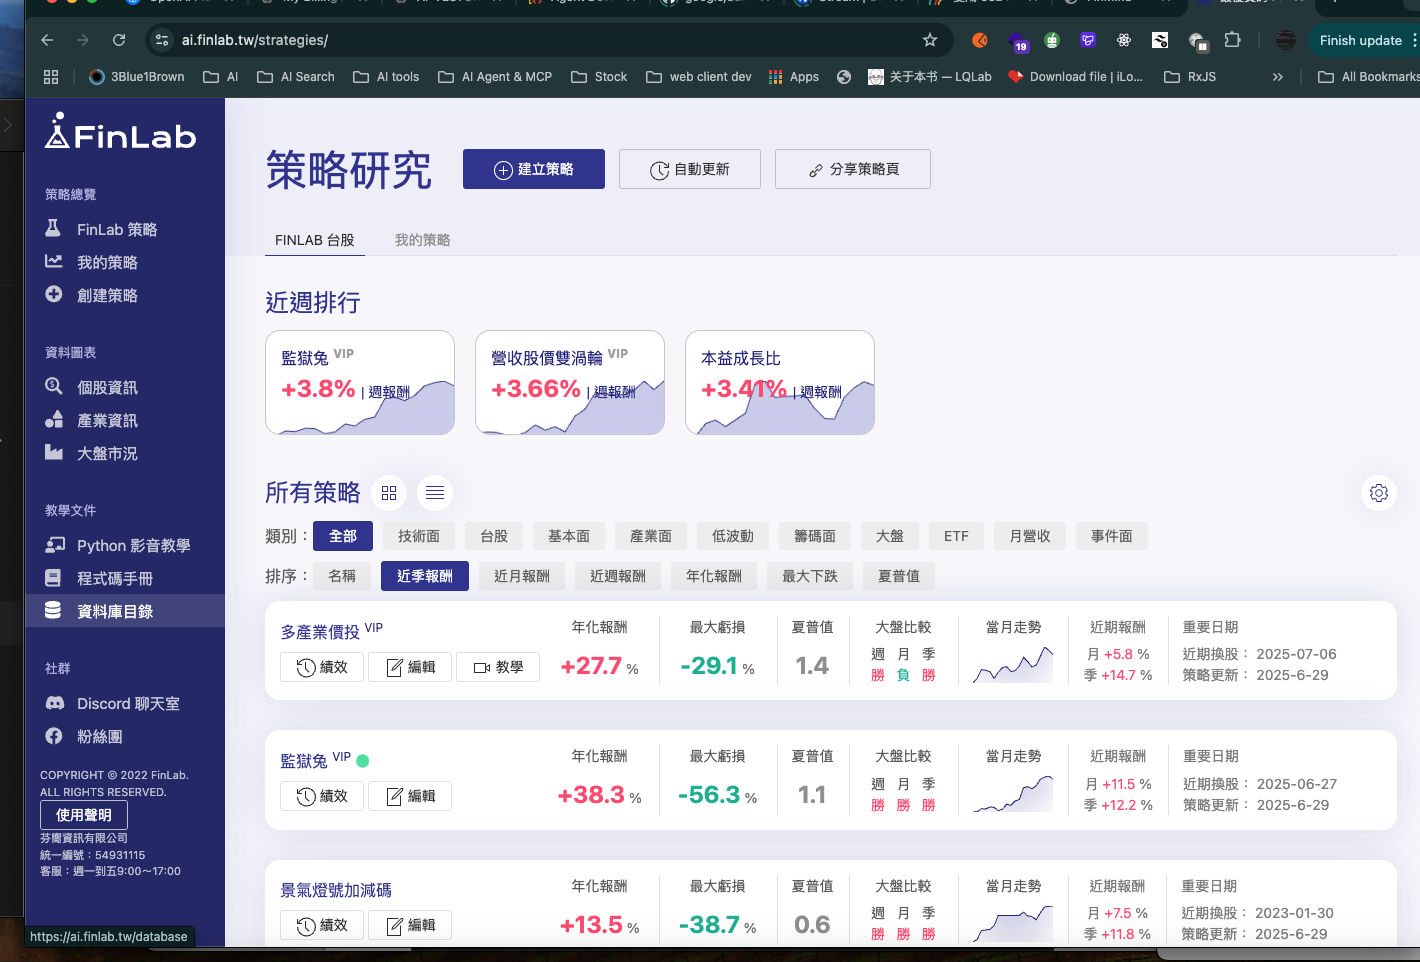 ai.finlab.tw/strategies/
19
Finish update
3Blue1Brown
AI
AI Search
AI tools
AI Agent & MCP
Stock
web client dev
Apps
关于本书 — LQLab
Download file | iLo...
RxJS
»
All Bookmarks
FinLab
策略總覽
FinLab 策略
我的策略
創建策略
資料圖表
個股資訊
產業資訊
大盤市況
教學文件
Python 影音教學
程式碼手冊
資料庫目錄
社群
Discord 聊天室
粉絲團
COPYRIGHT © 2022 FinLab.
ALL RIGHTS RESERVED.
使用聲明
芬閣資訊有限公司
統一編號：54931115
客服：週一到五9:00～17:00
https://ai.finlab.tw/database
策略研究
建立策略
自動更新
分享策略頁
FINLAB 台股
我的策略
近週排行
監獄兔 VIP
+3.8% | 週報酬
營收股價雙渦輪 VIP
+3.66% | 週報酬
本益成長比
+3.41% | 週報酬
所有策略
類別： 全部 技術面 台股 基本面 產業面 低波動 籌碼面 大盤 ETF 月營收 事件面
排序： 名稱 近季報酬 近月報酬 近週報酬 年化報酬 最大下跌 夏普值
多產業價投 VIP
績效 編輯 教學
年化報酬
+27.7 %
最大虧損
-29.1 %
夏普值
1.4
大盤比較
週 月 季
勝 負 勝
當月走勢
近期報酬
月 +5.8 %
季 +14.7 %
重要日期
近期換股： 2025-07-06
策略更新： 2025-6-29
監獄兔 VIP
績效 編輯
年化報酬
+38.3 %
最大虧損
-56.3 %
夏普值
1.1
大盤比較
週 月 季
勝 勝 勝
當月走勢
近期報酬
月 +11.5 %
季 +12.2 %
重要日期
近期換股： 2025-06-27
策略更新： 2025-6-29
景氣燈號加減碼
績效 編輯
年化報酬
+13.5 %
最大虧損
-38.7 %
夏普值
0.6
大盤比較
週 月 季
勝 勝 勝
當月走勢
近期報酬
月 +7.5 %
季 +11.8 %
重要日期
近期換股： 2023-01-30
策略更新： 2025-6-29